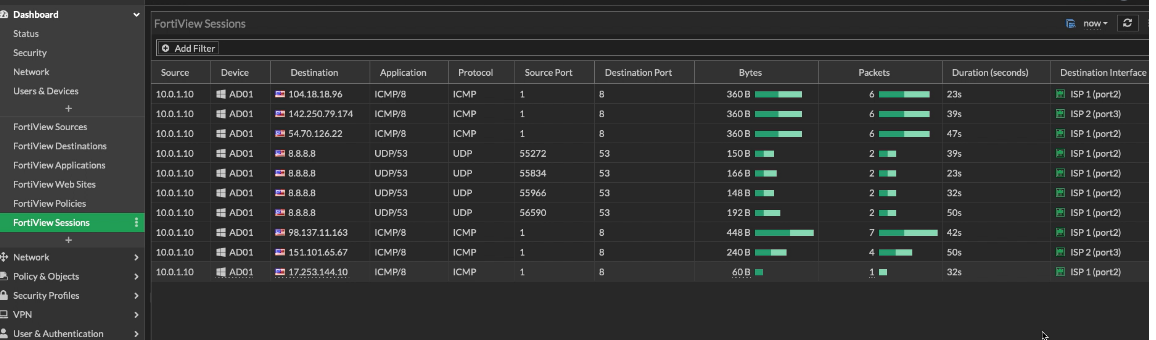 Dashboard
Status
Security
Network
Users & Devices
FortiView Sources
FortiView Destinations
FortiView Applications
FortiView Web Sites
FortiView Policies
FortiView Sessions
Network
Policy & Objects
Security Profiles
VPN
User & Authentication
FortiView Sessions
now
Add Filter
Source Device Destination Application Protocol Source Port Destination Port Bytes Packets Duration (seconds) Destination Interface
10.0.1.10 AD01 104.18.18.96 ICMP/8 ICMP 1 8 360 B 6 23s ISP 1 (port2)
10.0.1.10 AD01 142.250.79.174 ICMP/8 ICMP 1 8 360 B 6 39s ISP 2 (port3)
10.0.1.10 AD01 54.70.126.22 ICMP/8 ICMP 1 8 360 B 6 47s ISP 1 (port2)
10.0.1.10 AD01 8.8.8.8 UDP/53 UDP 55272 53 150 B 2 39s ISP 1 (port2)
10.0.1.10 AD01 8.8.8.8 UDP/53 UDP 55834 53 166 B 2 23s ISP 1 (port2)
10.0.1.10 AD01 8.8.8.8 UDP/53 UDP 55966 53 148 B 2 32s ISP 1 (port2)
10.0.1.10 AD01 8.8.8.8 UDP/53 UDP 56590 53 192 B 2 50s ISP 1 (port2)
10.0.1.10 AD01 98.137.11.163 ICMP/8 ICMP 1 8 448 B 7 42s ISP 1 (port2)
10.0.1.10 AD01 151.101.65.67 ICMP/8 ICMP 1 8 240 B 4 50s ISP 2 (port3)
10.0.1.10 AD01 17.253.144.10 ICMP/8 ICMP 1 8 60 B 1 32s ISP 1 (port2)